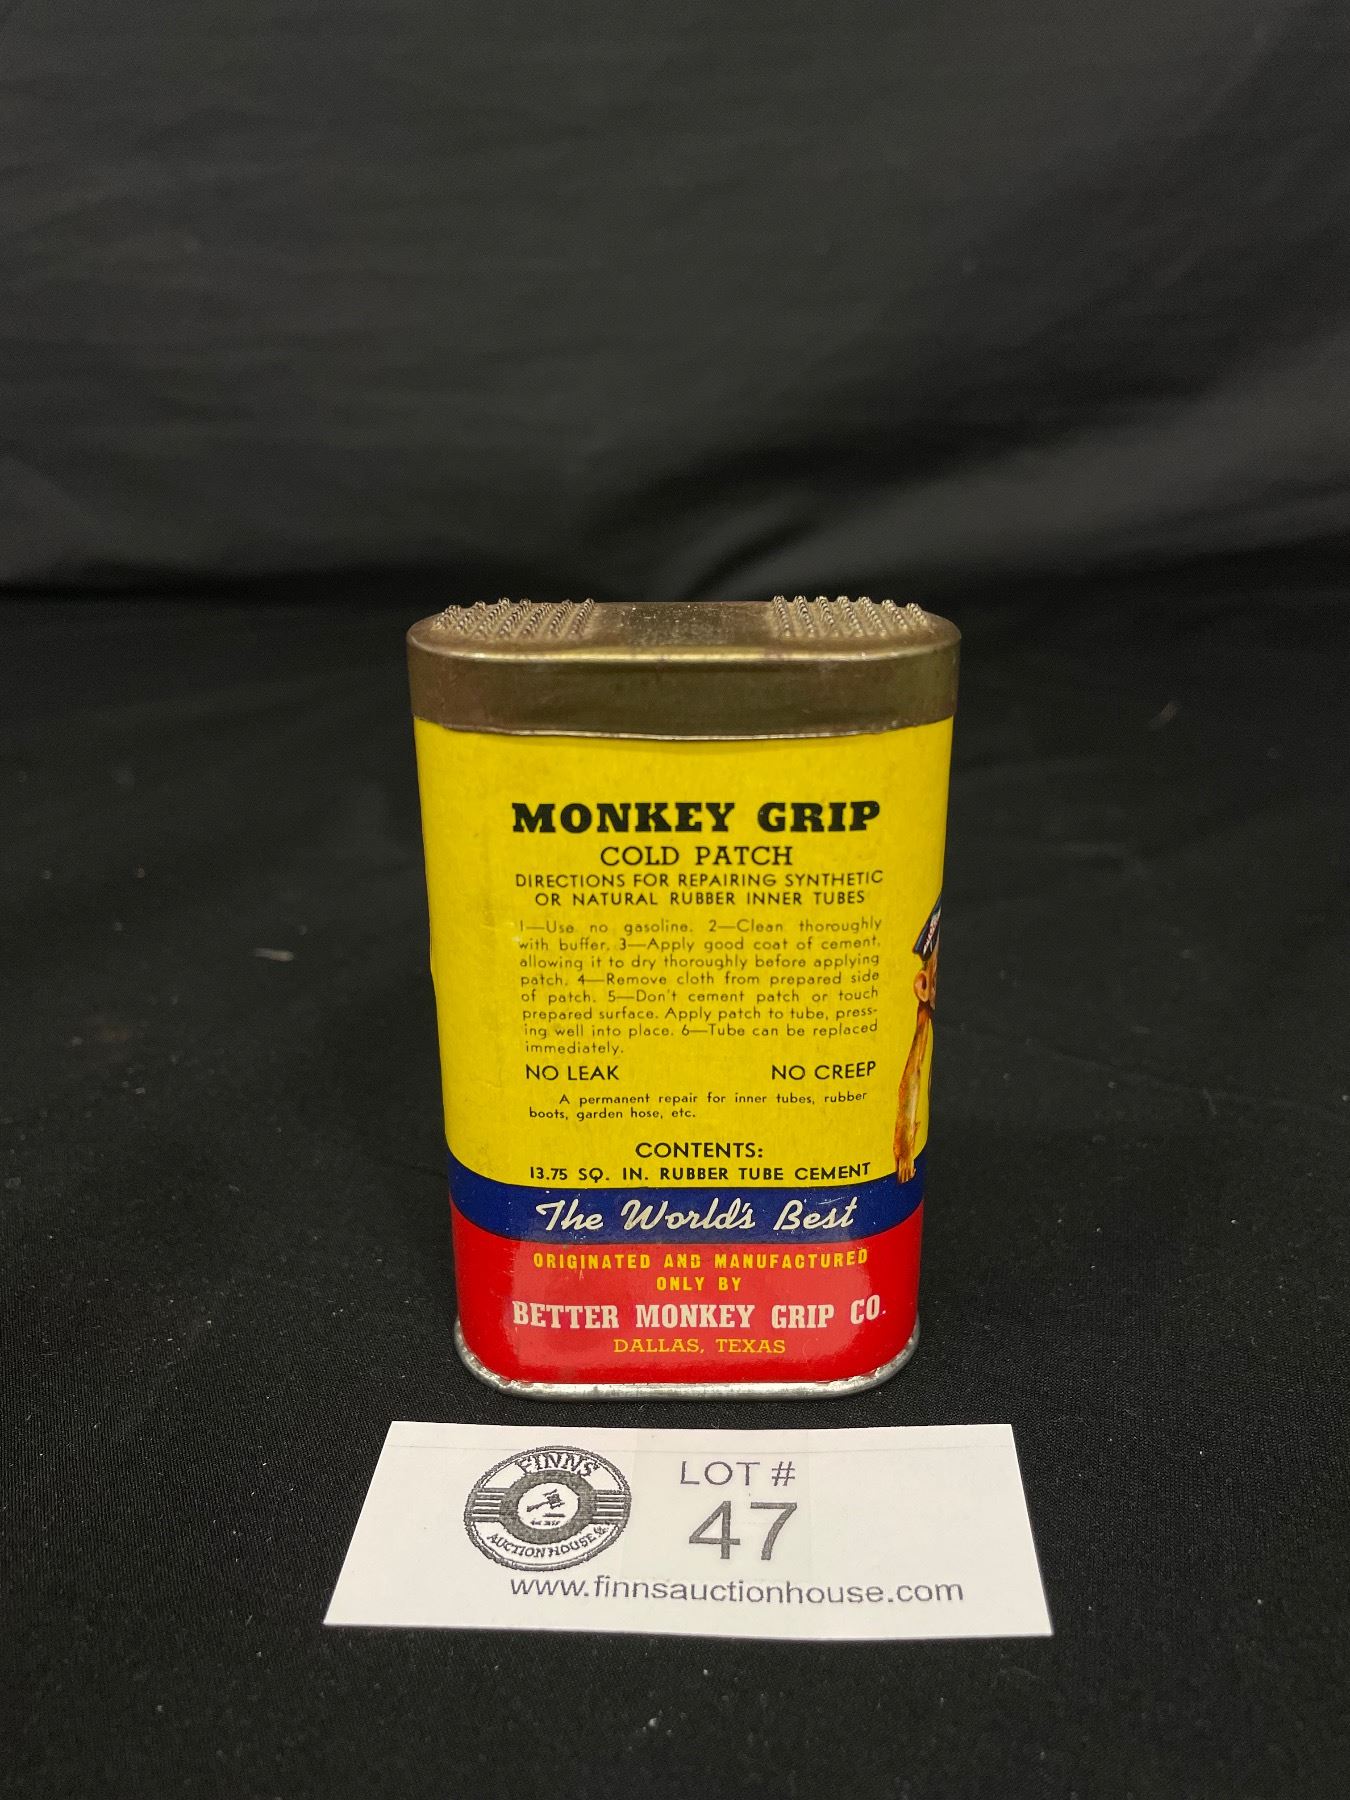 MONKEY GRIP
COLD PATCH
DIRECTIONS FOR REPAIRING SYNTHETIC
OR NATURAL RUBBER INNER TUBES
1—Use no gasoline. 2—Clean thoroughly
with buffer. 3—Apply good coat of cement,
allowing it to dry thoroughly before applying
patch. 4—Remove cloth from prepared side
of patch. 5—Don't cement patch or touch
prepared surface. Apply patch to tube, press-
ing well into place. 6—Tube can be replaced
immediately.
NO LEAK NO CREEP
A permanent repair for inner tubes, rubber
boots, garden hose, etc.
CONTENTS:
13.75 SQ. IN. RUBBER TUBE CEMENT
The World's Best
ORIGINATED AND MANUFACTURED
ONLY BY
BETTER MONKEY GRIP CO.
DALLAS, TEXAS
FINN'S
AUCTION HOUSE
LOT #
47
www.finnsauctionhouse.com